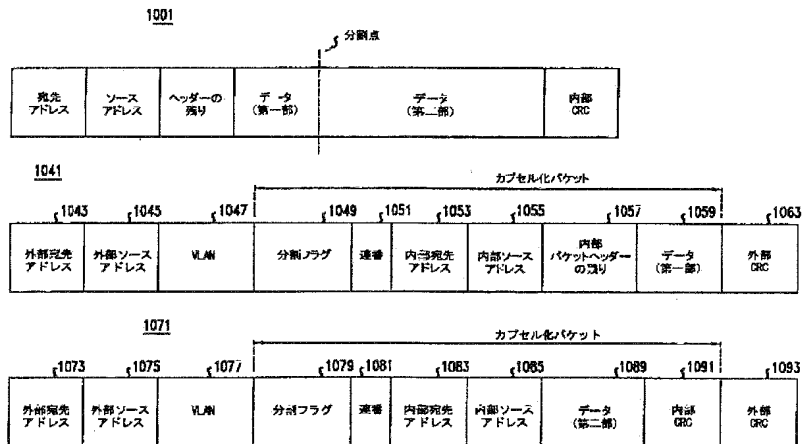 1001
分割点
宛先
アドレス
ソース
アドレス
ヘッダーの
残り
データ
(第一部)
データ
(第二部)
内部
CRC
1041
カプセル化パケット
1043
1045
1047
1049
1051
1053
1055
1057
1059
1063
外部宛先
アドレス
外部ソース
アドレス
VLAN
分割フラグ
連番
内部宛先
アドレス
内部ソース
アドレス
内部
パケットヘッダー
の残り
データ
(第一部)
外部
CRC
1071
カプセル化パケット
1073
1075
1077
1079
1081
1083
1085
1089
1091
1093
外部宛先
アドレス
外部ソース
アドレス
VLAN
分割フラグ
連番
内部宛先
アドレス
内部ソース
アドレス
データ
(第二部)
内部
CRC
外部
CRC